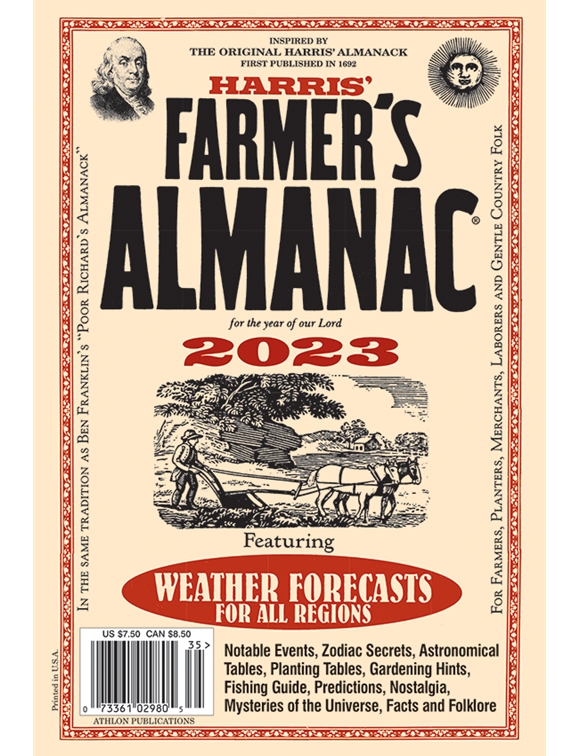 INSPIRED BY
THE ORIGINAL HARRIS' ALMANACK
FIRST PUBLISHED IN 1692
HARRIS'
FARMER'S
ALMANAC®
for the year of our Lord
2023
IN THE SAME TRADITION AS BEN FRANKLIN'S "POOR RICHARD'S ALMANACK"
FOR FARMERS, PLANTERS, MERCHANTS, LABORERS AND GENTLE COUNTRY FOLK
Featuring
WEATHER FORECASTS
FOR ALL REGIONS
US $7.50 CAN $8.50
35>
0 73361 02980 5
ATHLON PUBLICATIONS
Printed in U.S.A.
Notable Events, Zodiac Secrets, Astronomical
Tables, Planting Tables, Gardening Hints,
Fishing Guide, Predictions, Nostalgia,
Mysteries of the Universe, Facts and Folklore